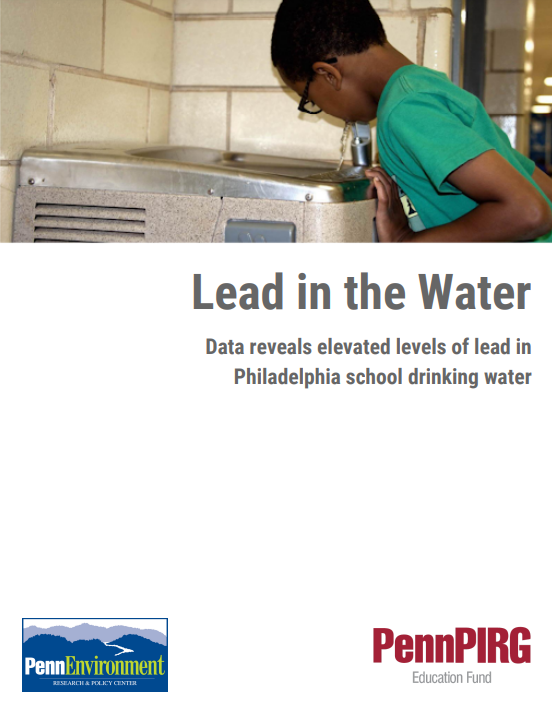 Lead in the Water
Data reveals elevated levels of lead in
Philadelphia school drinking water
PennEnvironment
RESEARCH & POLICY CENTER
PennPIRG
Education Fund